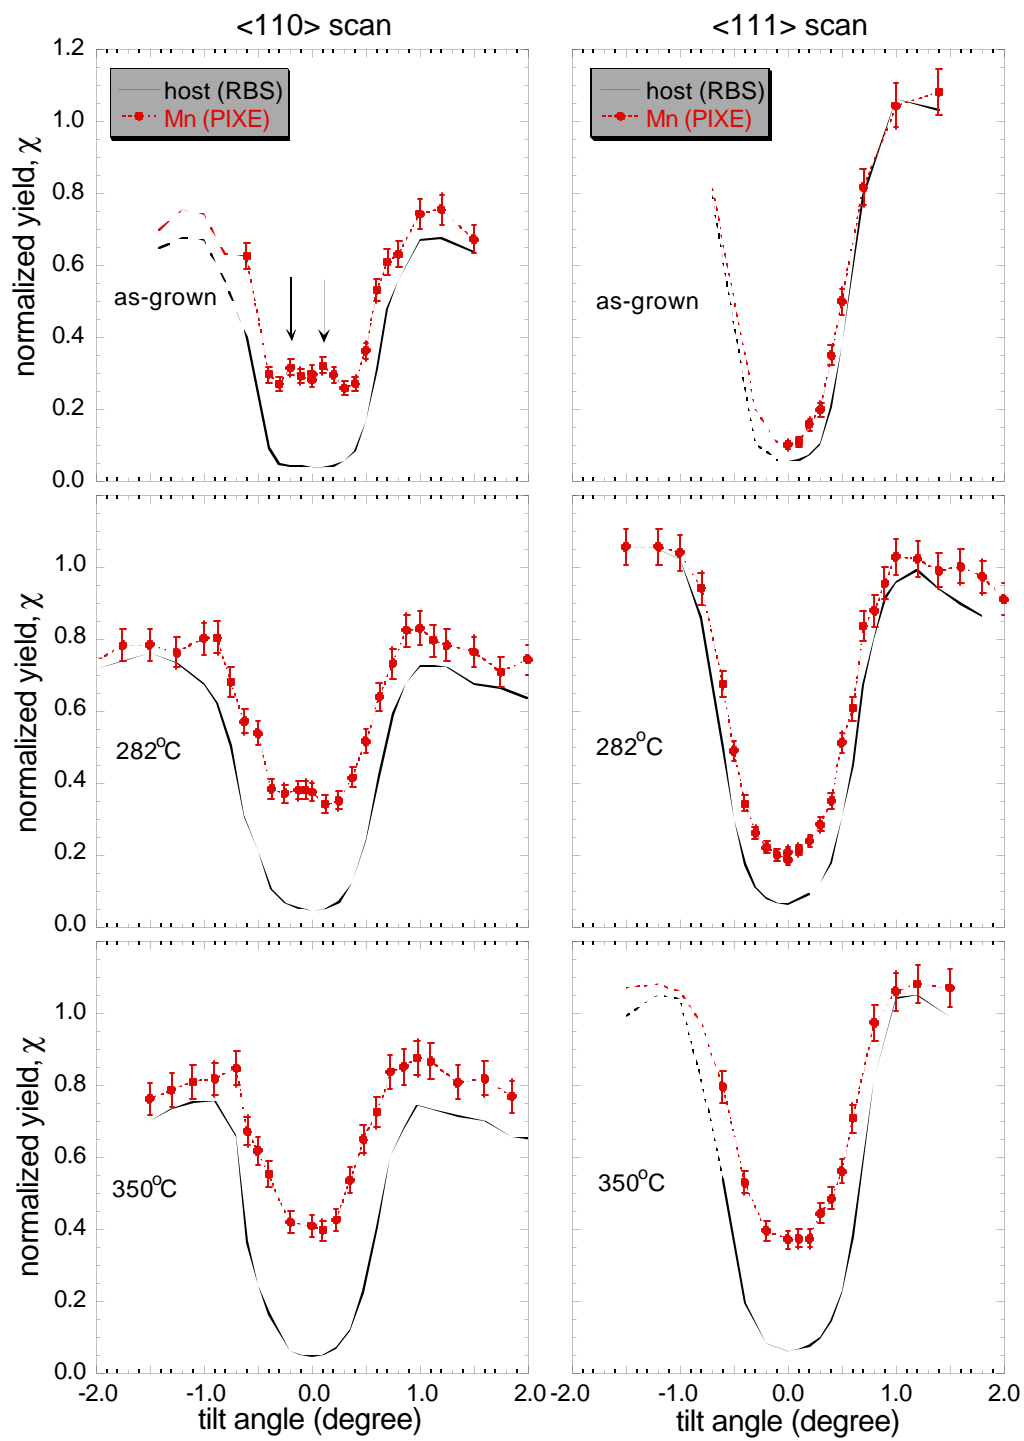 <110> scan
<111> scan
normalized yield, χ
1.2
1.0
0.8
0.6
0.4
0.2
0.0
host (RBS)
Mn (PIXE)
as-grown
host (RBS)
Mn (PIXE)
as-grown
normalized yield, χ
1.0
0.8
0.6
0.4
0.2
0.0
282°C
282°C
normalized yield, χ
1.0
0.8
0.6
0.4
0.2
0.0
350°C
350°C
-2.0 -1.0 0.0 1.0 2.0
-1.0 0.0 1.0 2.0
tilt angle (degree)
tilt angle (degree)